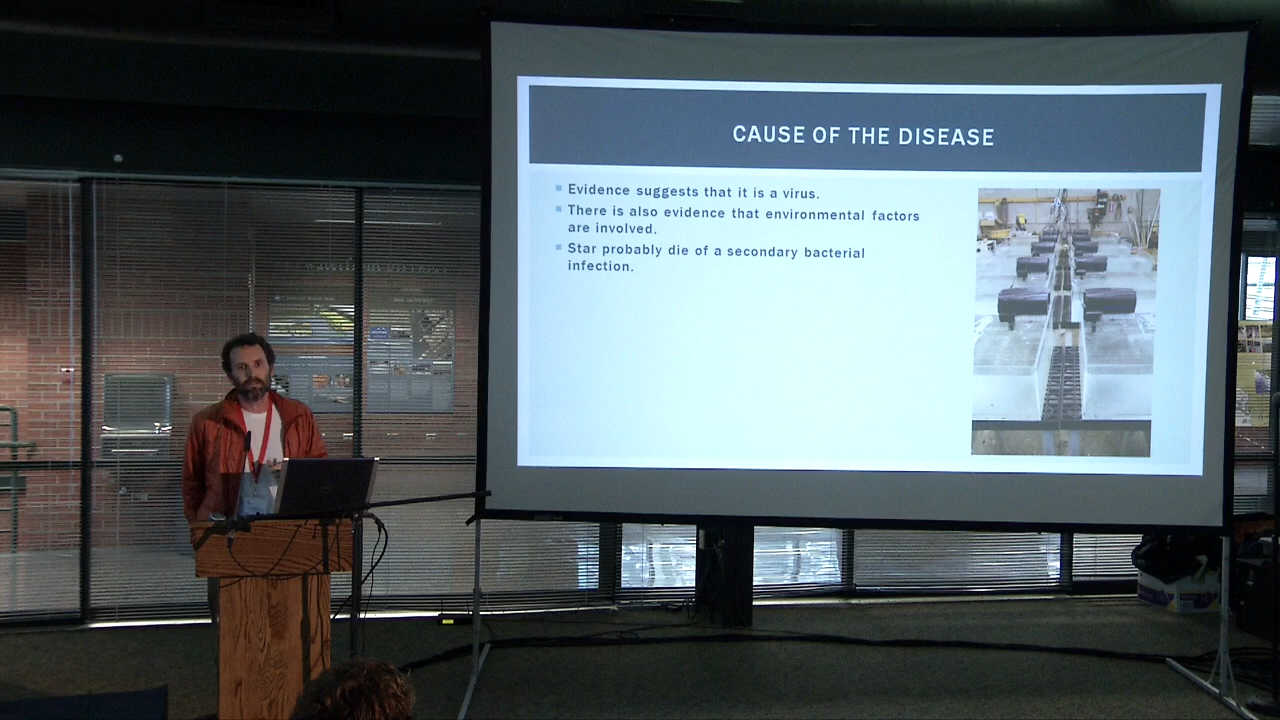 CAUSE OF THE DISEASE
Evidence suggests that it is a virus.
There is also evidence that environmental factors
are involved.
Star probably die of a secondary bacterial
infection.